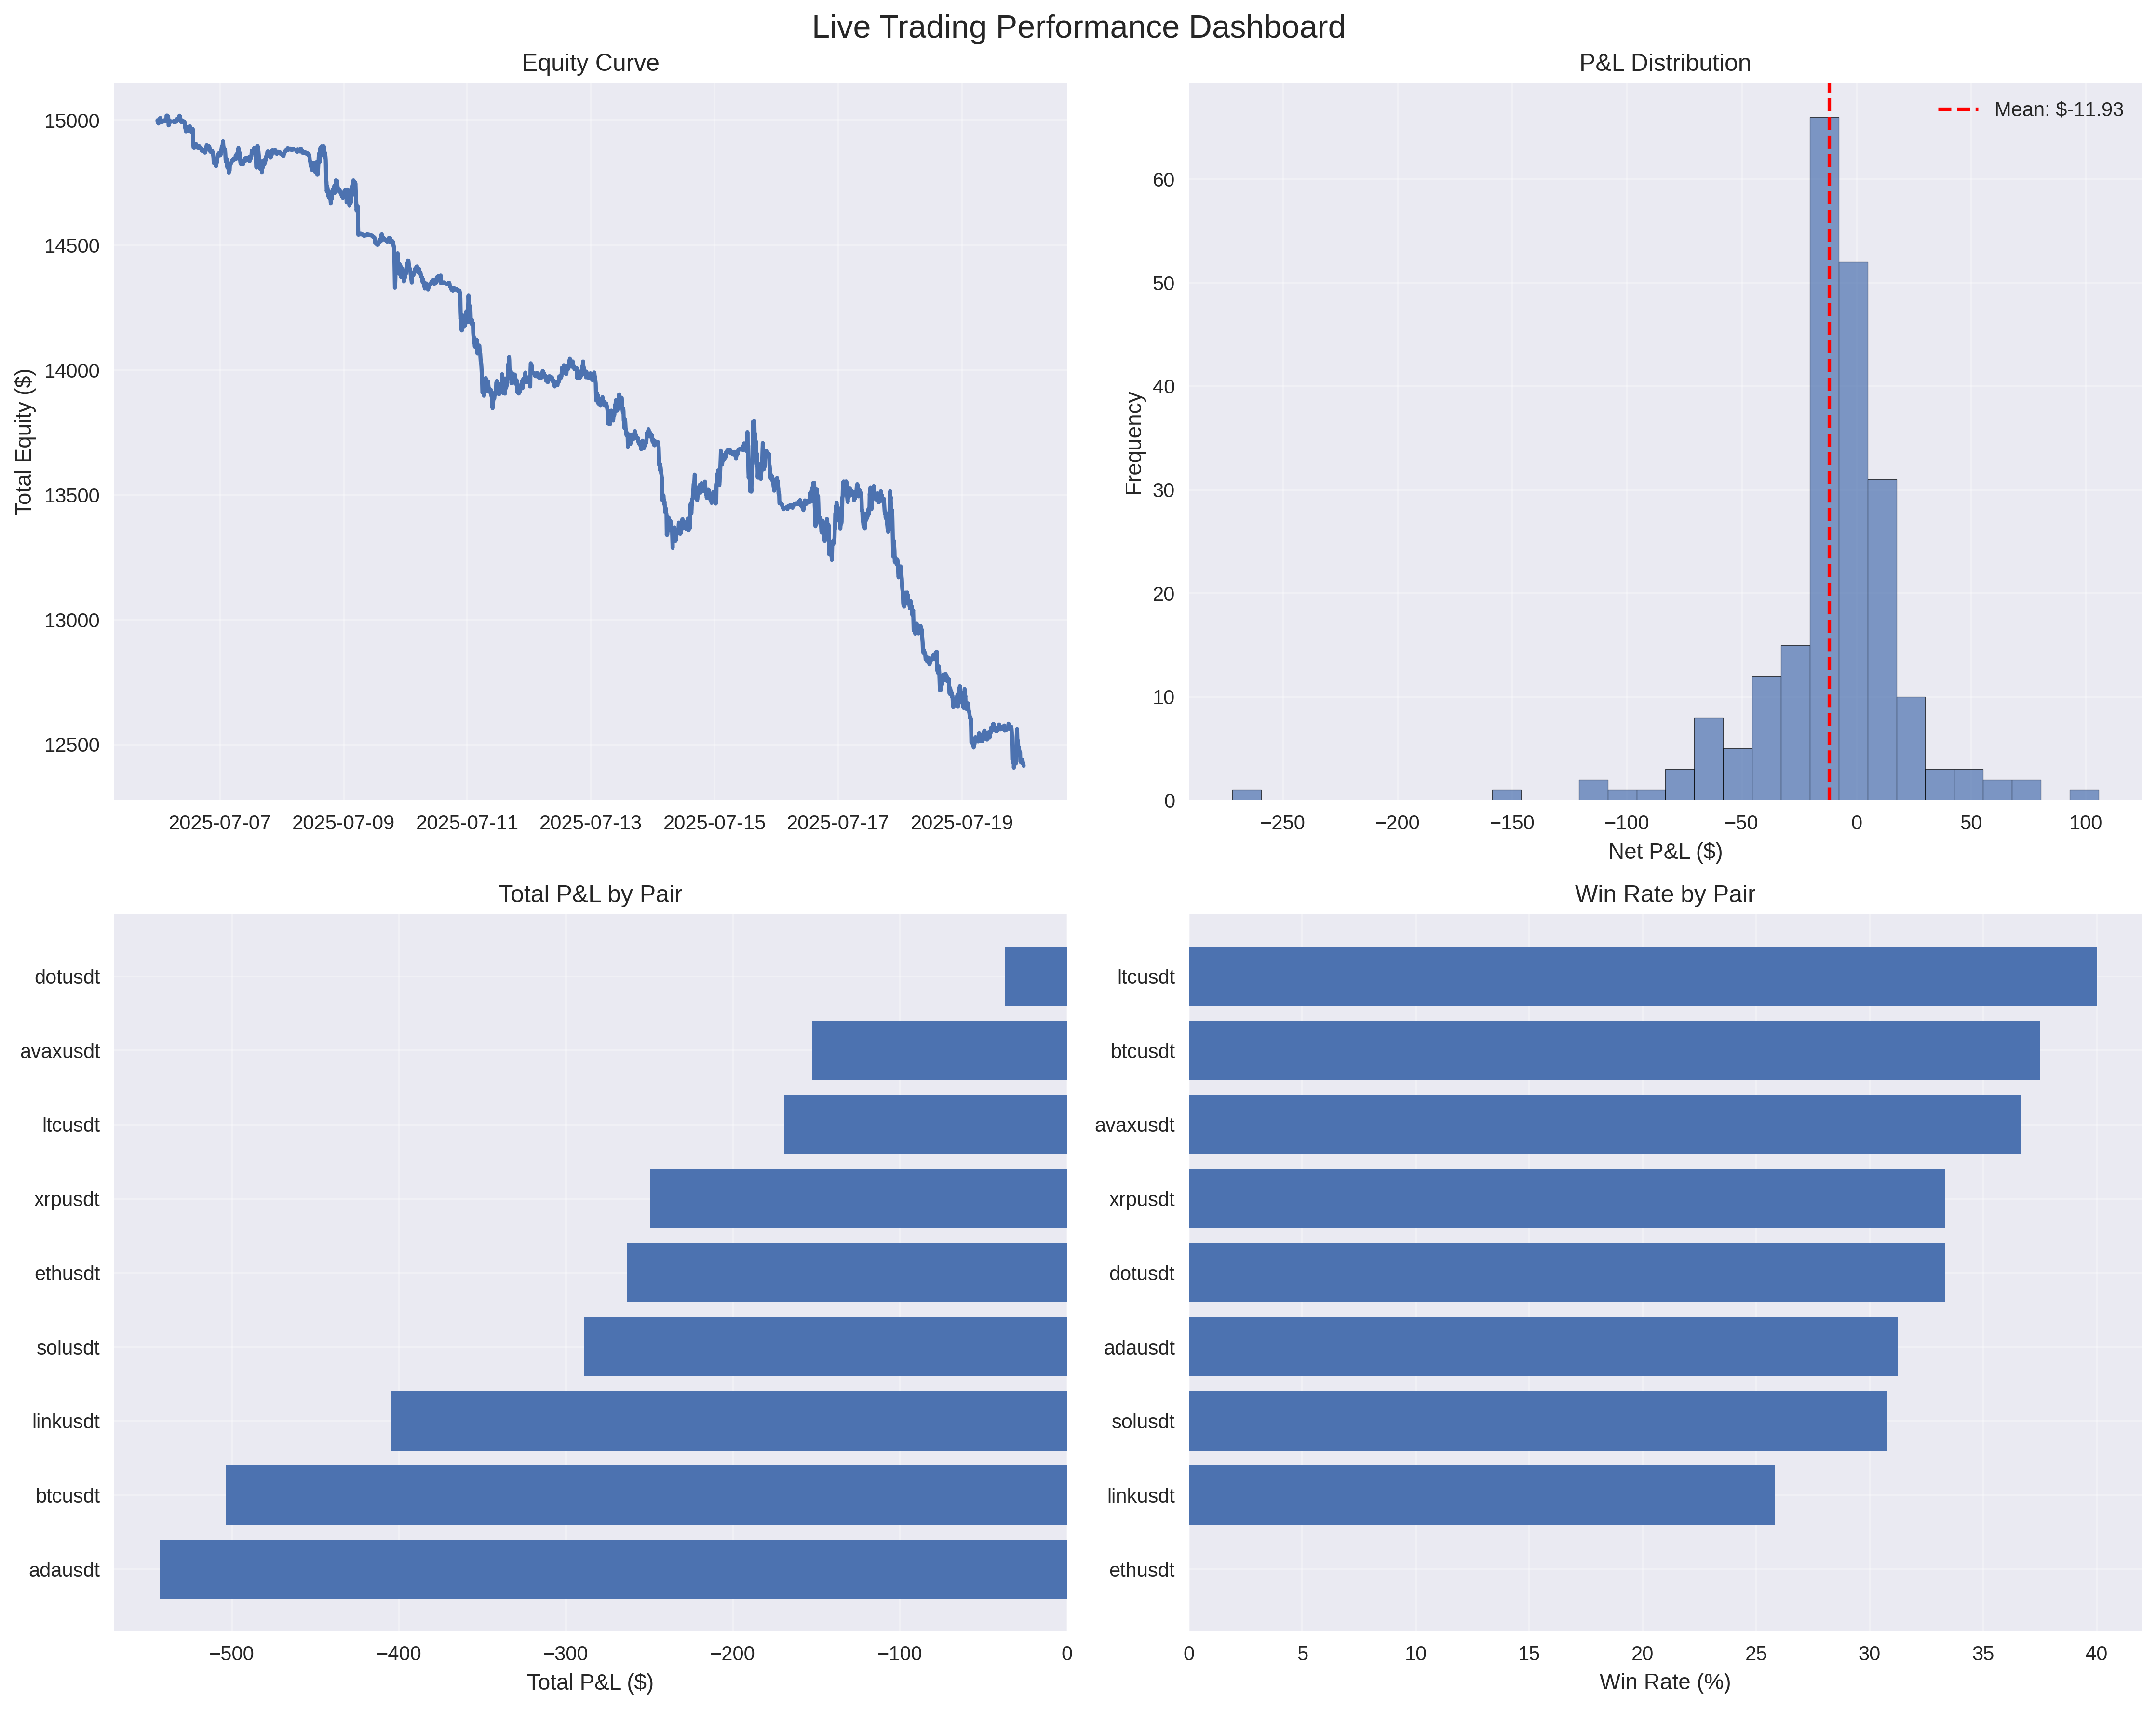 Live Trading Performance Dashboard
Equity Curve
15000
14500
14000
13500
13000
12500
Total Equity ($)
2025-07-07 2025-07-09 2025-07-11 2025-07-13 2025-07-15 2025-07-17 2025-07-19
P&L Distribution
Mean: $-11.93
60
50
40
30
20
10
0
Frequency
−250 −200 −150 −100 −50 0 50 100
Net P&L ($)
Total P&L by Pair
dotusdt
avaxusdt
ltcusdt
xrpusdt
ethusdt
solusdt
linkusdt
btcusdt
adausdt
−500 −400 −300 −200 −100 0
Total P&L ($)
Win Rate by Pair
ltcusdt
btcusdt
avaxusdt
xrpusdt
dotusdt
adausdt
solusdt
linkusdt
ethusdt
0 5 10 15 20 25 30 35 40
Win Rate (%)